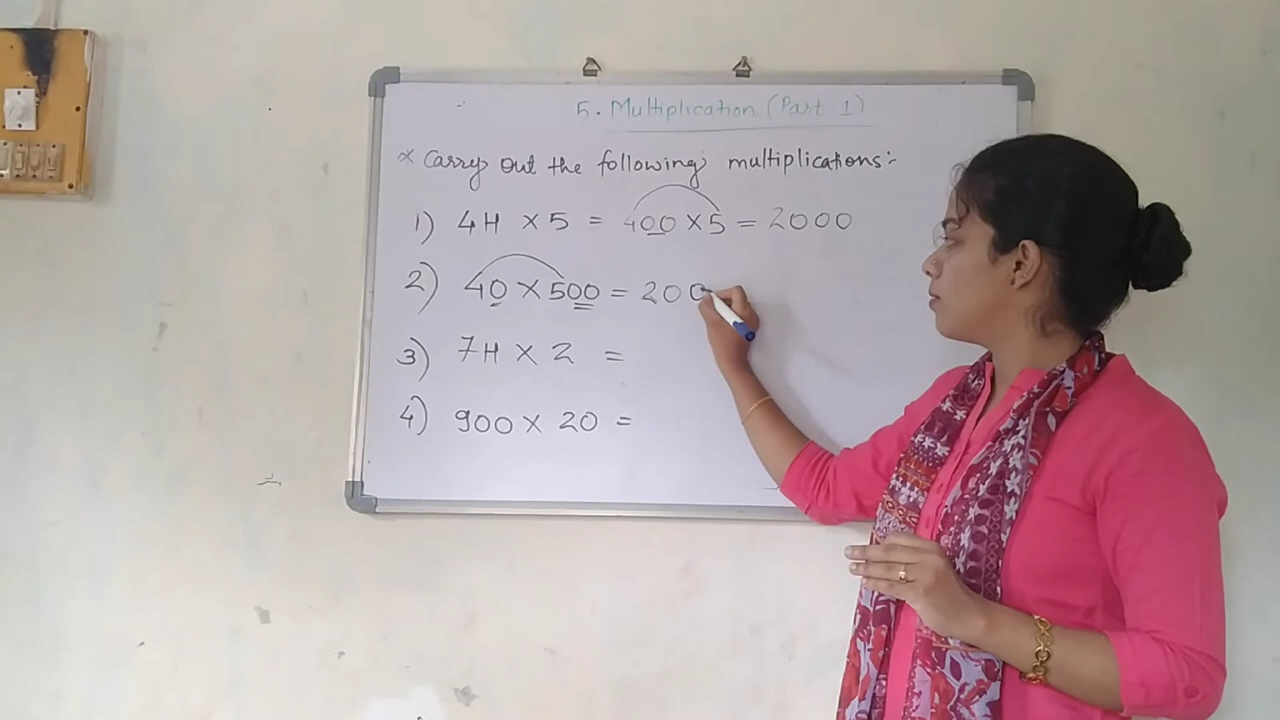 5. Multiplication (Part-1)
* Carry out the following multiplications:-
1) 4H × 5 = 400 × 5 = 2000
2) 40 × 500 = 200
3) 7H × 2 =
4) 900 × 20 =